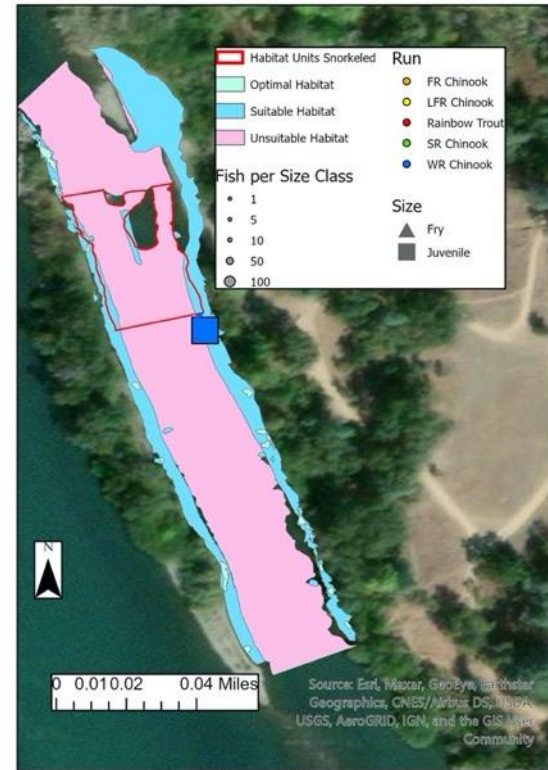 Habitat Units Snorkeled
Optimal Habitat
Suitable Habitat
Unsuitable Habitat
Fish per Size Class
1
5
10
50
100
Run
FR Chinook
LFR Chinook
Rainbow Trout
SR Chinook
WR Chinook
Size
Fry
Juvenile
N
0 0.01 0.02 0.04 Miles
Source: Esri, Maxar, GeoEye, Earthstar
Geographics, CNES/Airbus DS, USDA,
USGS, AeroGRID, IGN, and the GIS User
Community